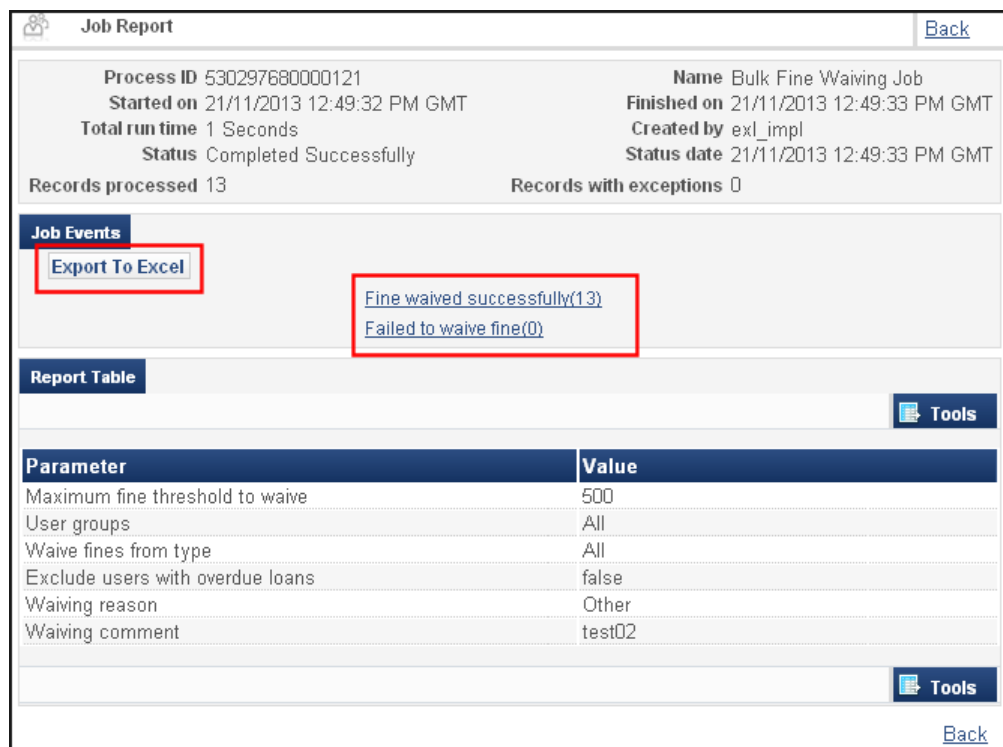 Job Report Back
Process ID 530297680000121 Name Bulk Fine Waiving Job
Started on 21/11/2013 12:49:32 PM GMT Finished on 21/11/2013 12:49:33 PM GMT
Total run time 1 Seconds Created by exl_impl
Status Completed Successfully Status date 21/11/2013 12:49:33 PM GMT
Records processed 13 Records with exceptions 0
Job Events
Export To Excel
Fine waived successfully(13)
Failed to waive fine(0)
Report Table
Tools
Parameter Value
Maximum fine threshold to waive 500
User groups All
Waive fines from type All
Exclude users with overdue loans false
Waiving reason Other
Waiving comment test02
Tools
Back